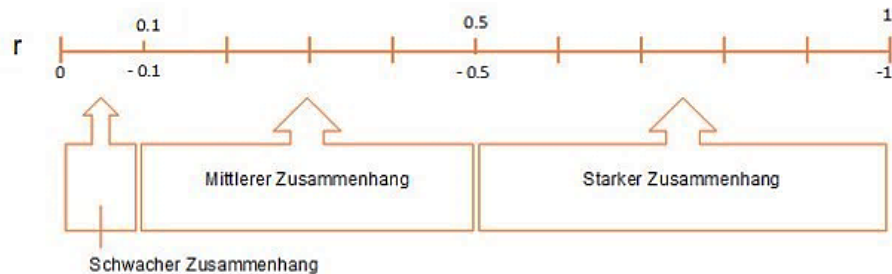 r
0.1
0.5
1
0
- 0.1
- 0.5
-1
Mittlerer Zusammenhang
Starker Zusammenhang
Schwacher Zusammenhang